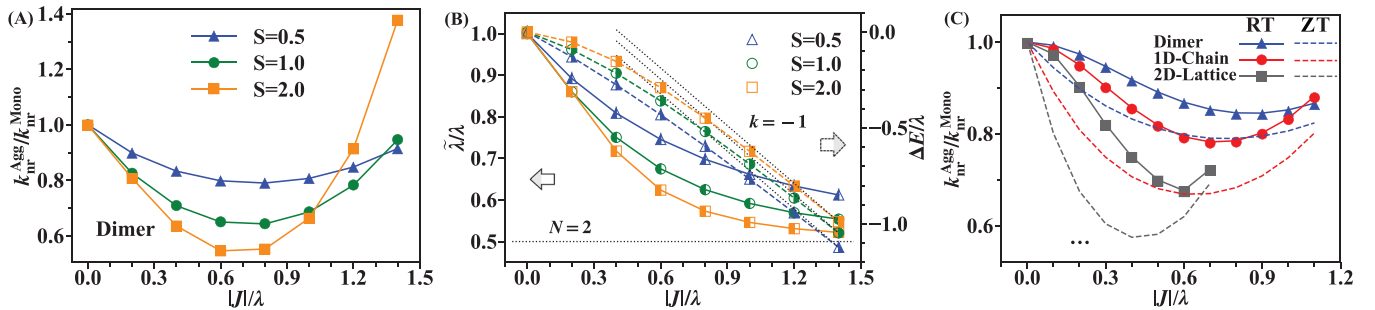 (A)
k_nr^Agg/k_nr^Mono
1.4
1.2
1.0
0.8
0.6
S=0.5
S=1.0
S=2.0
Dimer
0.0 0.3 0.6 0.9 1.2 1.5
|J|/λ
(B)
λ̃/λ
1.0
0.9
0.8
0.7
0.6
0.5
S=0.5
S=1.0
S=2.0
k = −1
N = 2
0.0
−0.5
−1.0
ΔE/λ
0.0 0.3 0.6 0.9 1.2 1.5
|J|/λ
(C)
k_nr^Agg/k_nr^Mono
1.0
0.8
0.6
RT ZT
Dimer
1D-Chain
2D-Lattice
...
0.0 0.3 0.6 0.9 1.2
|J|/λ